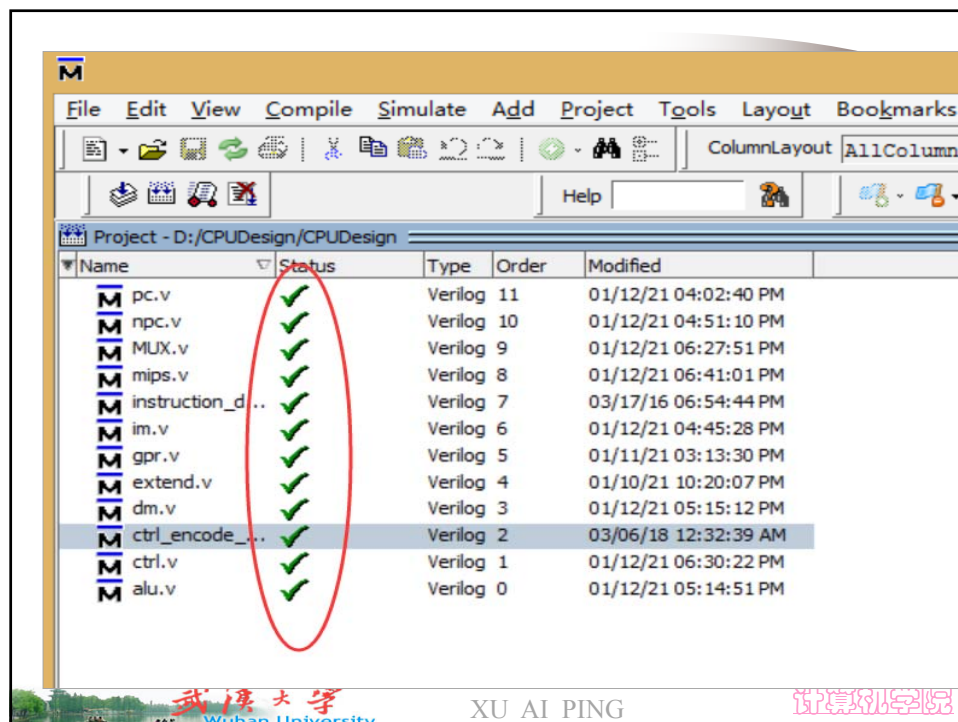 M
File Edit View Compile Simulate Add Project Tools Layout Bookmarks
ColumnLayout AllColumn
Help
Project - D:/CPUDesign/CPUDesign
Name Status Type Order Modified
M pc.v Verilog 11 01/12/21 04:02:40 PM
M npc.v Verilog 10 01/12/21 04:51:10 PM
M MUX.v Verilog 9 01/12/21 06:27:51 PM
M mips.v Verilog 8 01/12/21 06:41:01 PM
M instruction_d... Verilog 7 03/17/16 06:54:44 PM
M im.v Verilog 6 01/12/21 04:45:28 PM
M gpr.v Verilog 5 01/11/21 03:13:30 PM
M extend.v Verilog 4 01/10/21 10:20:07 PM
M dm.v Verilog 3 01/12/21 05:15:12 PM
M ctrl_encode_... Verilog 2 03/06/18 12:32:39 AM
M ctrl.v Verilog 1 01/12/21 06:30:22 PM
M alu.v Verilog 0 01/12/21 05:14:51 PM
武汉大学
Wuhan University
XU AI PING
计算机学院